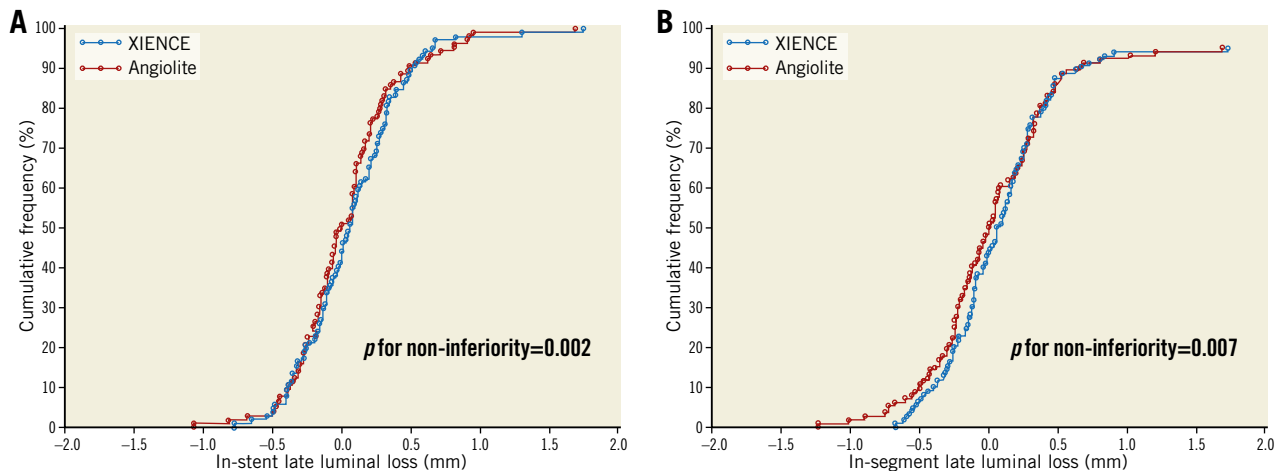 A
Cumulative frequency (%)
100
90
80
70
60
50
40
30
20
10
0
XIENCE
Angiolite
p for non-inferiority=0.002
−2.0 −1.0 −0.5 0.0 0.5 1.0 1.5 2.0
In-stent late luminal loss (mm)
B
Cumulative frequency (%)
100
90
80
70
60
50
40
30
20
10
0
XIENCE
Angiolite
p for non-inferiority=0.007
−2.0 −1.0 −0.5 0.0 0.5 1.0 1.5 2.0
In-segment late luminal loss (mm)